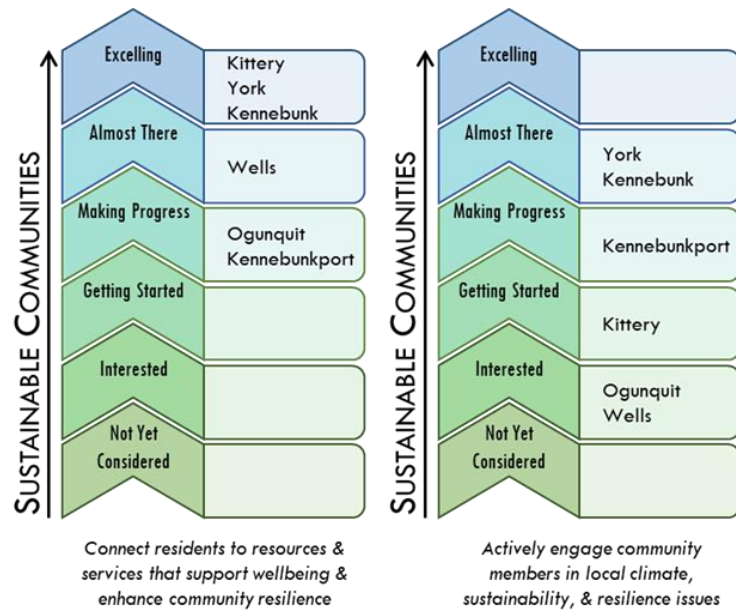 SUSTAINABLE COMMUNITIES
Excelling
Kittery
York
Kennebunk
Almost There
Wells
Making Progress
Ogunquit
Kennebunkport
Getting Started
Interested
Not Yet
Considered
Connect residents to resources &
services that support wellbeing &
enhance community resilience
SUSTAINABLE COMMUNITIES
Excelling
Almost There
York
Kennebunk
Making Progress
Kennebunkport
Getting Started
Kittery
Interested
Ogunquit
Wells
Not Yet
Considered
Actively engage community
members in local climate,
sustainability, & resilience issues